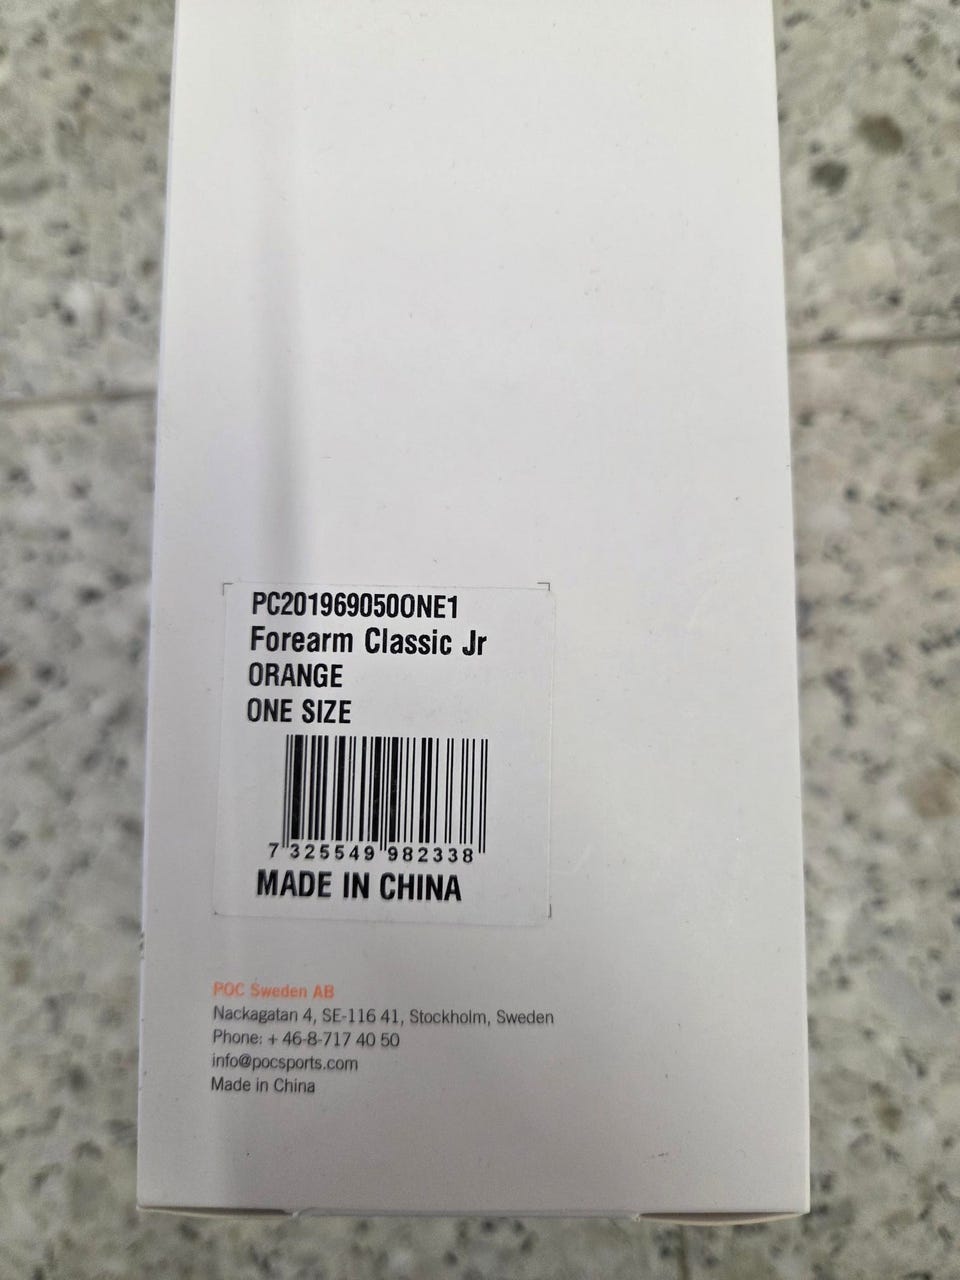 PC201969050ONE1
Forearm Classic Jr
ORANGE
ONE SIZE
7 325549 982338
MADE IN CHINA
POC Sweden AB
Nackagatan 4, SE-116 41, Stockholm, Sweden
Phone: + 46-8-717 40 50
info@pocsports.com
Made in China